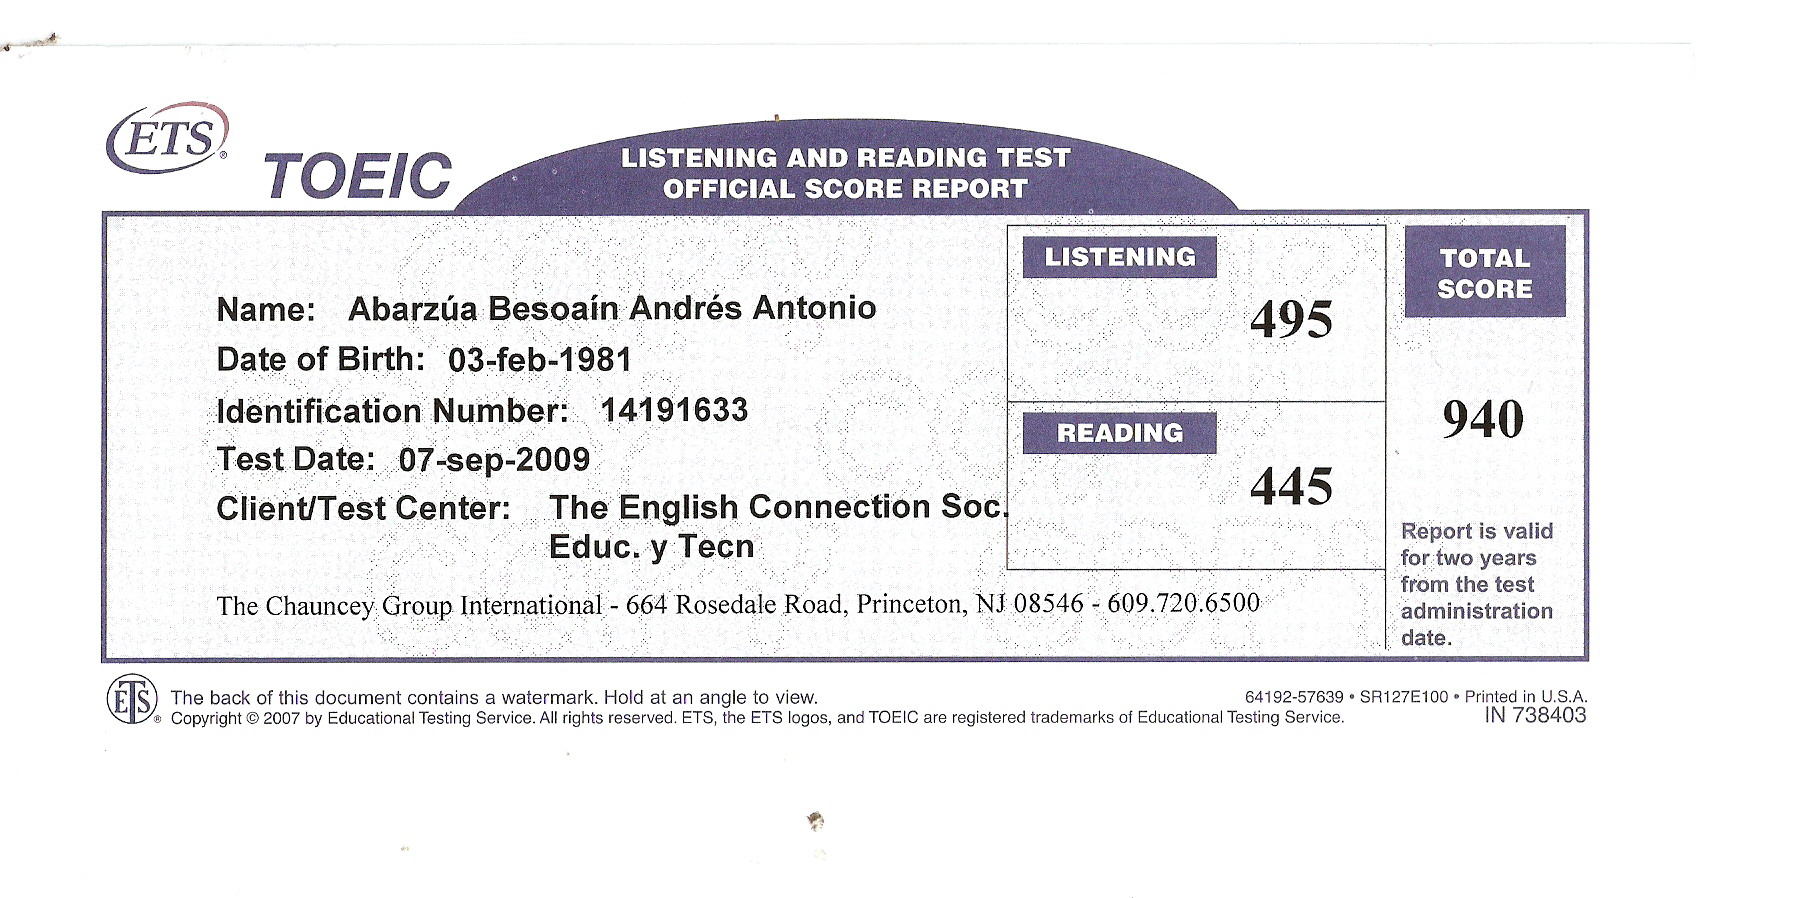 ETS®
TOEIC
LISTENING AND READING TEST
OFFICIAL SCORE REPORT
Name: Abarzúa Besoaín Andrés Antonio
Date of Birth: 03-feb-1981
Identification Number: 14191633
Test Date: 07-sep-2009
Client/Test Center: The English Connection Soc.
Educ. y Tecn
The Chauncey Group International - 664 Rosedale Road, Princeton, NJ 08546 - 609.720.6500
LISTENING
495
READING
445
TOTAL
SCORE
940
Report is valid
for two years
from the test
administration
date.
ETS®
The back of this document contains a watermark. Hold at an angle to view.
Copyright © 2007 by Educational Testing Service. All rights reserved. ETS, the ETS logos, and TOEIC are registered trademarks of Educational Testing Service.
64192-57639 • SR127E100 • Printed in U.S.A.
IN 738403